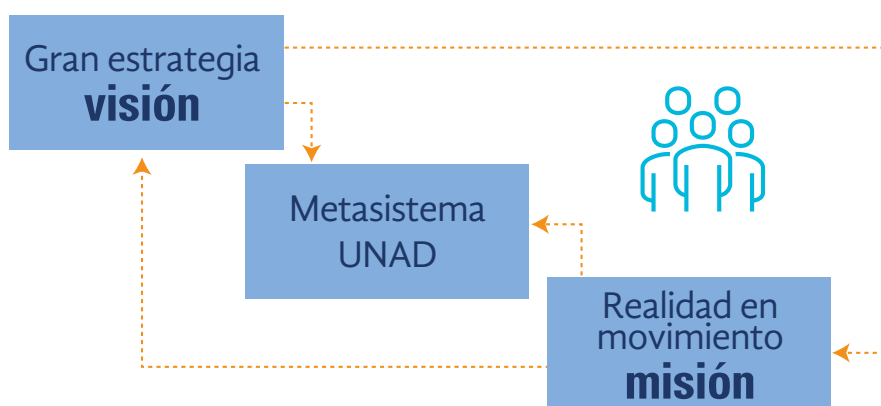 Gran estrategia
visión
Metasistema
UNAD
Realidad en
movimiento
misión